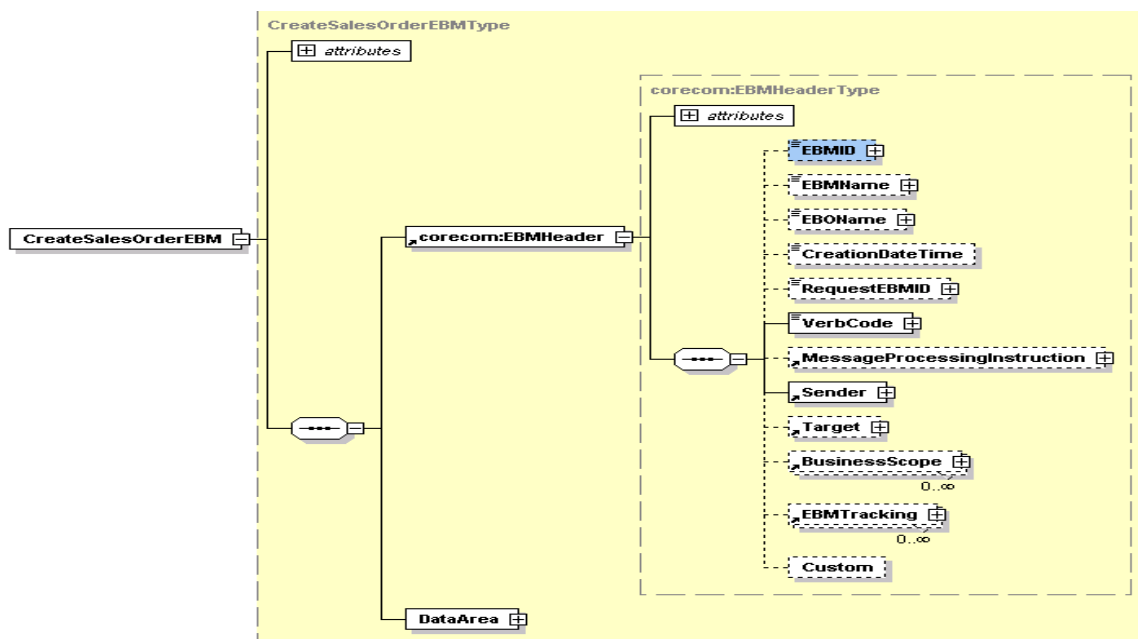 CreateSalesOrderEBMType
attributes
corecom:EBMHeaderType
attributes
EBMID
EBMName
EBOName
CreateSalesOrderEBM
corecom:EBMHeader
CreationDateTime
RequestEBMID
VerbCode
MessageProcessingInstruction
Sender
Target
BusinessScope
0..∞
EBMTracking
0..∞
Custom
DataArea